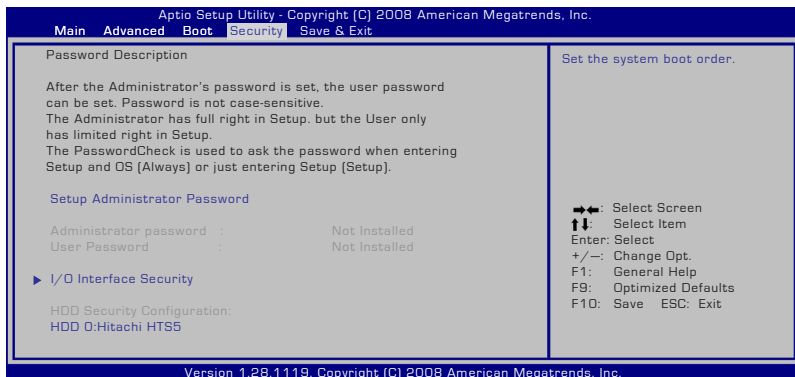 Aptio Setup Utility - Copyright (C) 2008 American Megatrends, Inc.
Main Advanced Boot Security Save & Exit
Password Description
After the Administrator's password is set, the user password
can be set. Password is not case-sensitive.
The Administrator has full right in Setup. but the User only
has limited right in Setup.
The PasswordCheck is used to ask the password when entering
Setup and OS (Always) or just entering Setup (Setup).
Setup Administrator Password
Administrator password : Not Installed
User Password : Not Installed
I/O Interface Security
HDD Security Configuration:
HDD 0:Hitachi HTS5
Set the system boot order.
→←: Select Screen
↑↓: Select Item
Enter: Select
+/—: Change Opt.
F1: General Help
F9: Optimized Defaults
F10: Save ESC: Exit
Version 1.28.1119. Copyright (C) 2008 American Megatrends, Inc.